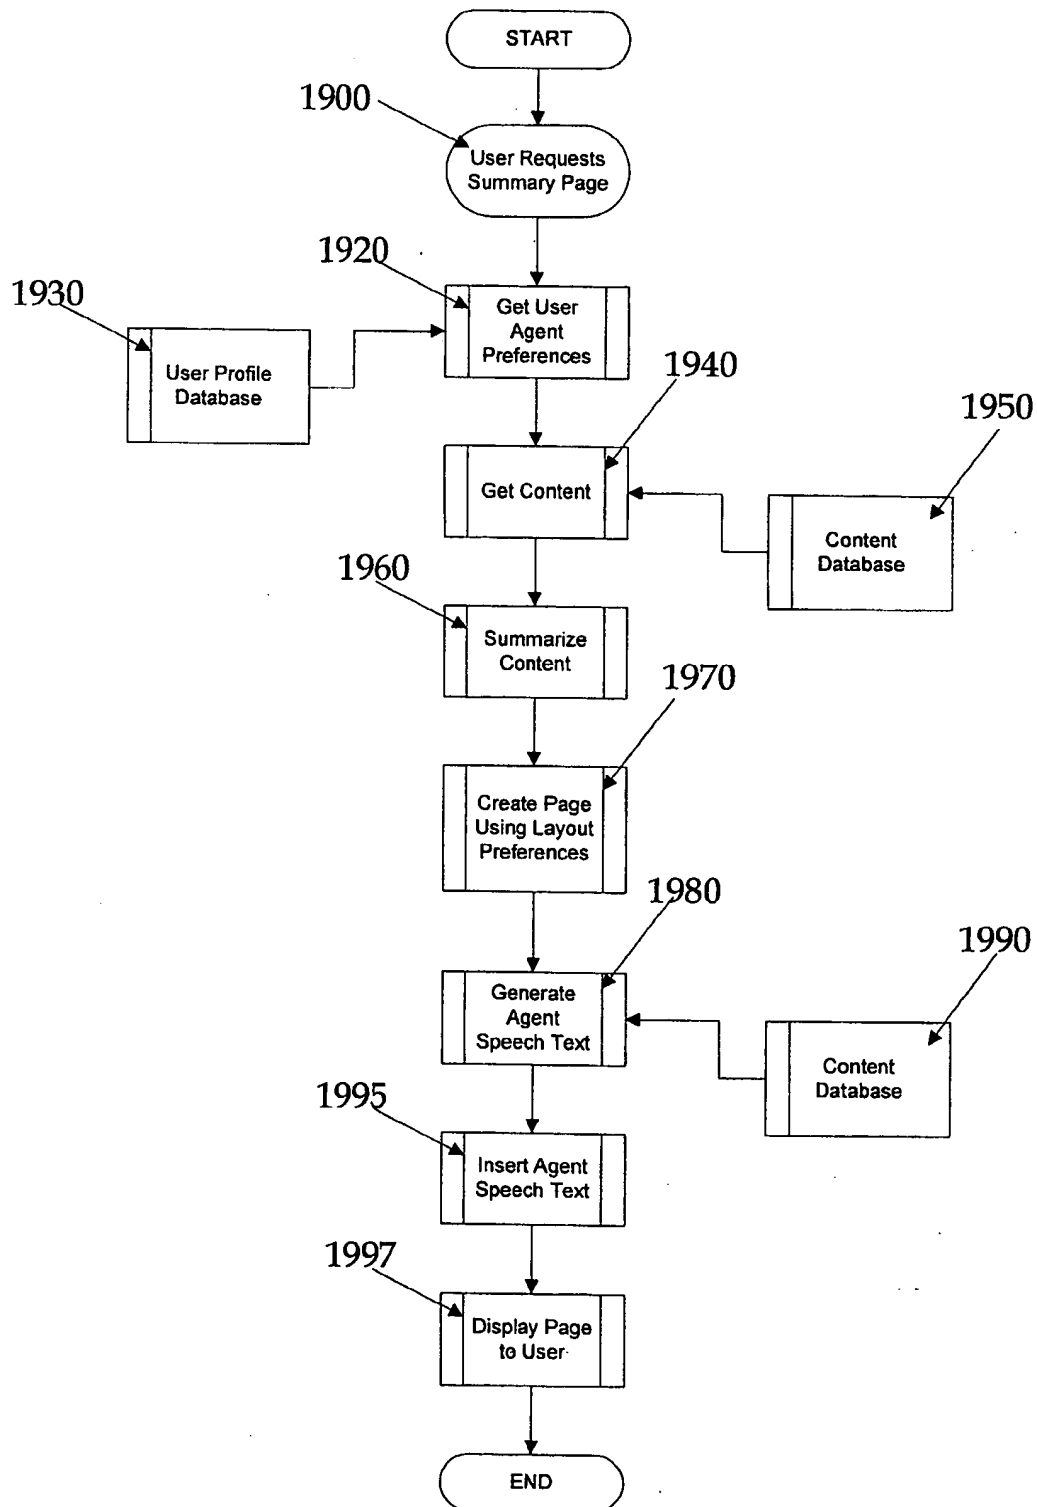 START
1900
User Requests
Summary Page
1920
Get User
Agent
Preferences
1930
User Profile
Database
1940
Get Content
1950
Content
Database
1960
Summarize
Content
1970
Create Page
Using Layout
Preferences
1980
Generate
Agent
Speech Text
1990
Content
Database
1995
Insert Agent
Speech Text
1997
Display Page
to User
END